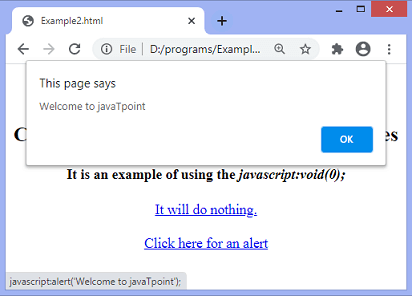 Example2.html
File | D:/programs/Exampl...
This page says
Welcome to javaTpoint
OK
C es
It is an example of using the javascript:void(0);
It will do nothing.
Click here for an alert
javascript:alert('Welcome to javaTpoint');